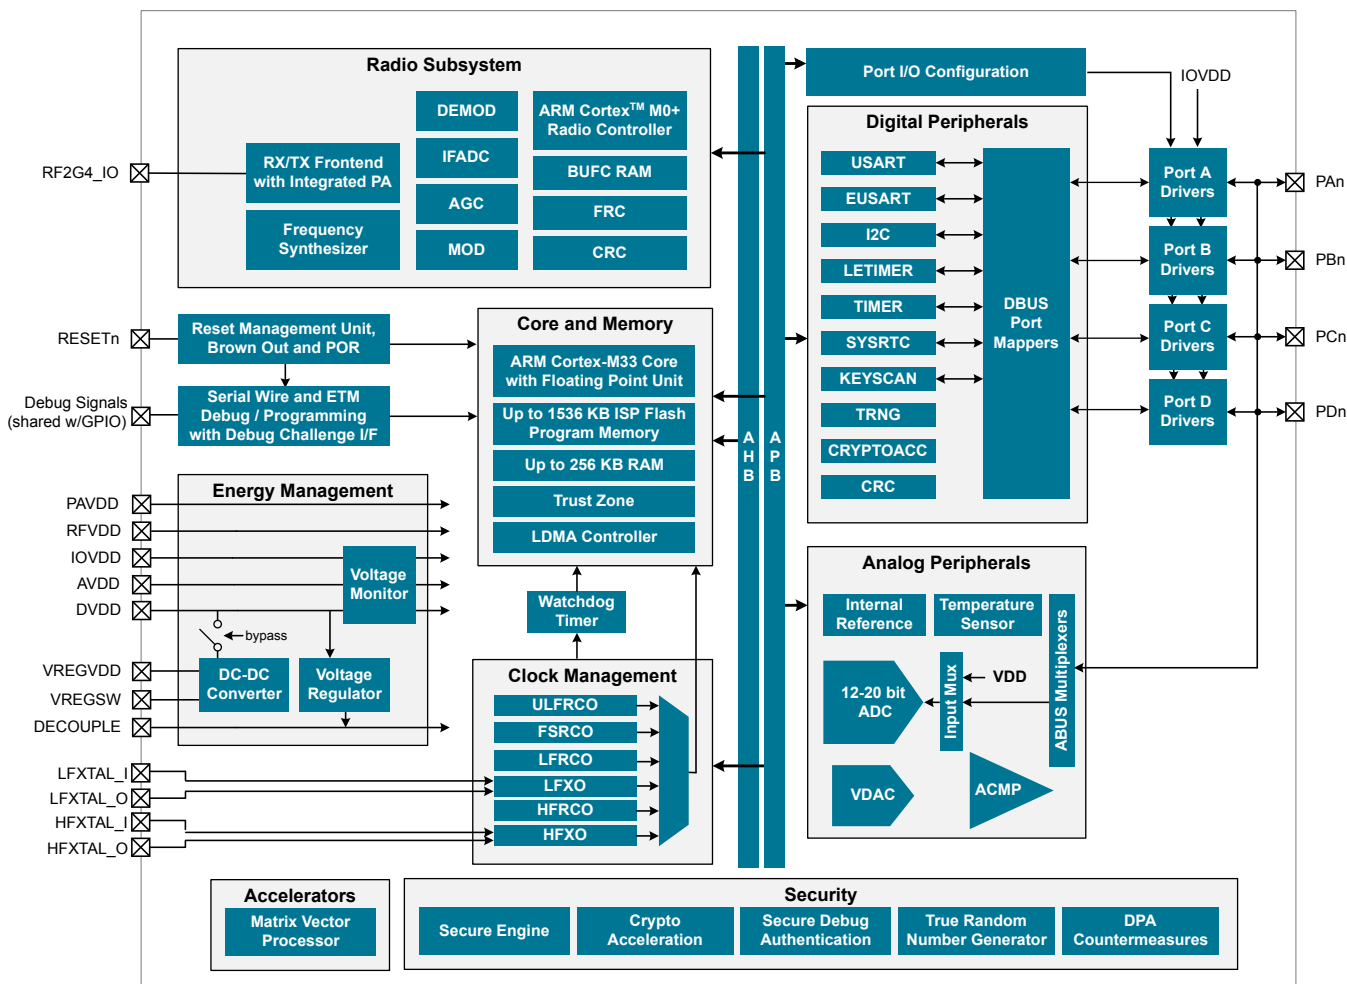 Radio Subsystem
RX/TX Frontend
with Integrated PA
Frequency
Synthesizer
DEMOD
IFADC
AGC
MOD
ARM Cortex™ M0+
Radio Controller
BUFC RAM
FRC
CRC
RF2G4_IO
RESETn
Debug Signals
(shared w/GPIO)
Reset Management Unit,
Brown Out and POR
Serial Wire and ETM
Debug / Programming
with Debug Challenge I/F
Core and Memory
ARM Cortex-M33 Core
with Floating Point Unit
Up to 1536 KB ISP Flash
Program Memory
Up to 256 KB RAM
Trust Zone
LDMA Controller
Energy Management
PAVDD
RFVDD
IOVDD
AVDD
DVDD
VREGVDD
VREGSW
DECOUPLE
Voltage
Monitor
bypass
DC-DC
Converter
Voltage
Regulator
Watchdog
Timer
Clock Management
ULFRCO
FSRCO
LFRCO
LFXO
HFRCO
HFXO
LFXTAL_I
LFXTAL_O
HFXTAL_I
HFXTAL_O
A
H
B
A
P
B
Port I/O Configuration
IOVDD
Digital Peripherals
USART
EUSART
I2C
LETIMER
TIMER
SYSRTC
KEYSCAN
TRNG
CRYPTOACC
CRC
DBUS
Port
Mappers
Port A
Drivers
Port B
Drivers
Port C
Drivers
Port D
Drivers
PAn
PBn
PCn
PDn
Analog Peripherals
Internal
Reference
Temperature
Sensor
12-20 bit
ADC
Input Mux
VDD
ABUS Multiplexers
VDAC
ACMP
Accelerators
Matrix Vector
Processor
Security
Secure Engine
Crypto
Acceleration
Secure Debug
Authentication
True Random
Number Generator
DPA
Countermeasures